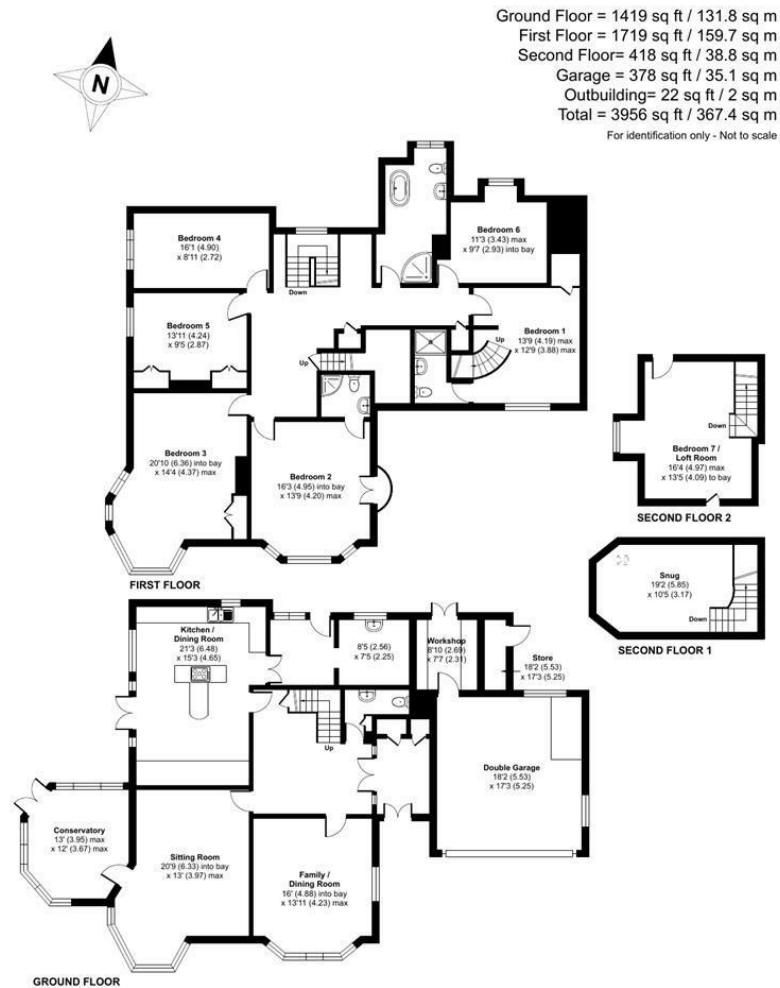 Ground Floor = 1419 sq ft / 131.8 sq m
First Floor = 1719 sq ft / 159.7 sq m
Second Floor= 418 sq ft / 38.8 sq m
Garage = 378 sq ft / 35.1 sq m
Outbuilding= 22 sq ft / 2 sq m
Total = 3956 sq ft / 367.4 sq m
For identification only - Not to scale
N
Bedroom 4
16'1 (4.90)
x 8'11 (2.72)
Down
Bedroom 6
11'3 (3.43) max
x 9'7 (2.93) into bay
Bedroom 5
13'11 (4.24)
x 9'5 (2.87)
Up
Up
Bedroom 1
13'9 (4.19) max
x 12'9 (3.88) max
Bedroom 3
20'10 (6.36) into bay
x 14'4 (4.37) max
Bedroom 2
16'3 (4.95) into bay
x 13'9 (4.20) max
FIRST FLOOR
Down
Bedroom 7 /
Loft Room
16'4 (4.97) max
x 13'5 (4.09) to bay
SECOND FLOOR 2
Snug
19'2 (5.85)
x 10'5 (3.17)
Down
SECOND FLOOR 1
Kitchen /
Dining Room
21'3 (6.48)
x 15'3 (4.65)
8'5 (2.56)
x 7'5 (2.25)
Workshop
8'10 (2.69)
x 7'7 (2.31)
Store
18'2 (5.53)
x 17'3 (5.25)
Up
Double Garage
18'2 (5.53)
x 17'3 (5.25)
Conservatory
13' (3.95) max
x 12' (3.67) max
Sitting Room
20'9 (6.33) into bay
x 13' (3.97) max
Family /
Dining Room
16' (4.88) into bay
x 13'11 (4.23) max
GROUND FLOOR